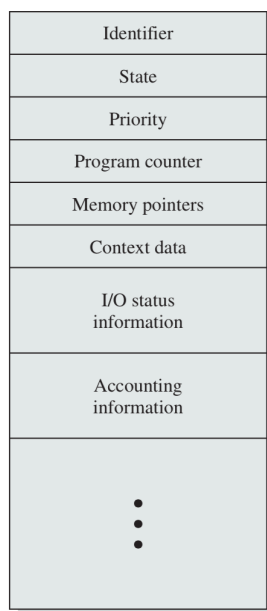 Identifier
State
Priority
Program counter
Memory pointers
Context data
I/O status
information
Accounting
information